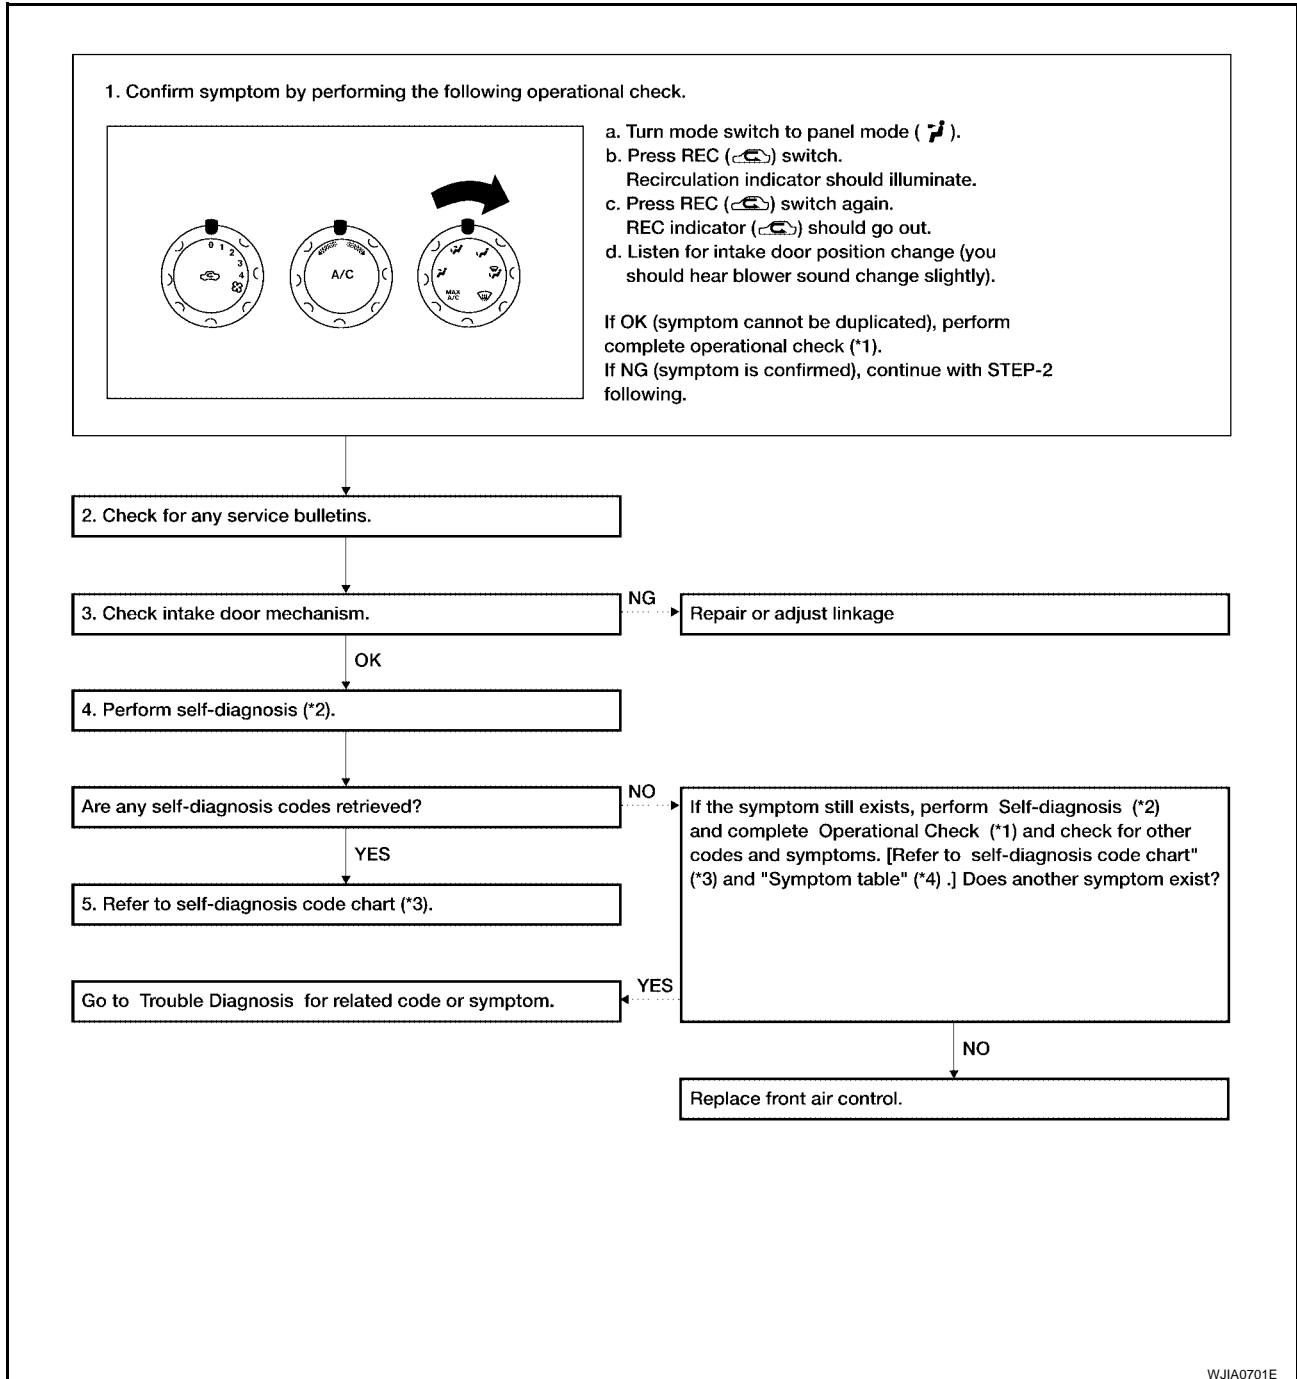 1. Confirm symptom by performing the following operational check.
0 1 2 3 4
A/C
MAX
A/C
a. Turn mode switch to panel mode ( ).
b. Press REC ( ) switch.
Recirculation indicator should illuminate.
c. Press REC ( ) switch again.
REC indicator ( ) should go out.
d. Listen for intake door position change (you
should hear blower sound change slightly).
If OK (symptom cannot be duplicated), perform
complete operational check (*1).
If NG (symptom is confirmed), continue with STEP-2
following.
2. Check for any service bulletins.
3. Check intake door mechanism.
NG
Repair or adjust linkage
OK
4. Perform self-diagnosis (*2).
Are any self-diagnosis codes retrieved?
NO
If the symptom still exists, perform Self-diagnosis (*2)
and complete Operational Check (*1) and check for other
codes and symptoms. [Refer to self-diagnosis code chart"
(*3) and "Symptom table" (*4) .] Does another symptom exist?
YES
5. Refer to self-diagnosis code chart (*3).
YES
Go to Trouble Diagnosis for related code or symptom.
NO
Replace front air control.
WJIA0701E